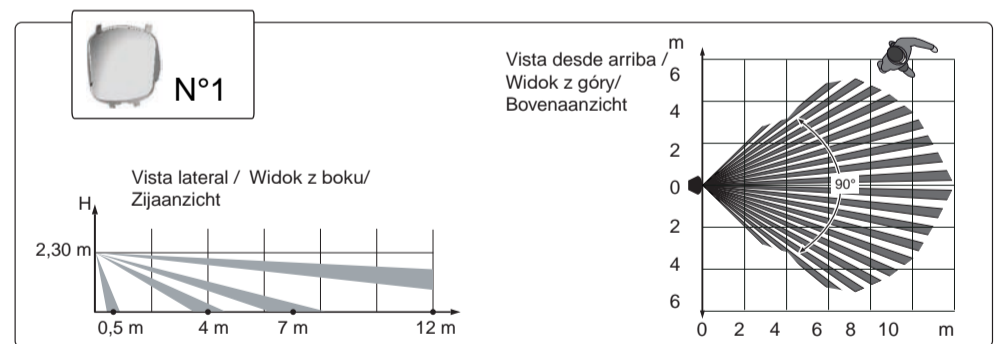 N°1
Vista lateral / Widok z boku/
Zijaanzicht
H
2,30 m
0,5 m 4 m 7 m 12 m
Vista desde arriba /
Widok z góry/
Bovenaanzicht
m
6
4
2
0
2
4
6
90°
0 2 4 6 8 10 m